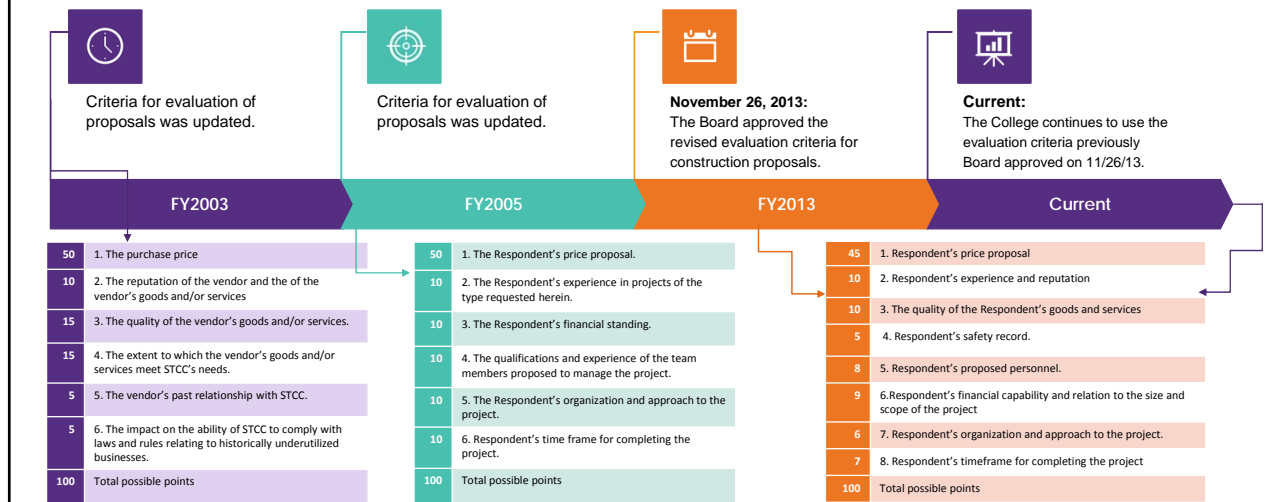 Criteria for evaluation of
proposals was updated.
Criteria for evaluation of
proposals was updated.
November 26, 2013:
The Board approved the
revised evaluation criteria for
construction proposals.
Current:
The College continues to use the
evaluation criteria previously
Board approved on 11/26/13.
FY2003
FY2005
FY2013
Current
50 1. The purchase price
10 2. The reputation of the vendor and the of the
vendor's goods and/or services
15 3. The quality of the vendor's goods and/or services.
15 4. The extent to which the vendor's goods and/or
services meet STCC's needs.
5 5. The vendor's past relationship with STCC.
5 6. The impact on the ability of STCC to comply with
laws and rules relating to historically underutilized
businesses.
100 Total possible points
50 1. The Respondent's price proposal.
10 2. The Respondent's experience in projects of the
type requested herein.
10 3. The Respondent's financial standing.
10 4. The qualifications and experience of the team
members proposed to manage the project.
10 5. The Respondent's organization and approach to the
project.
10 6. Respondent's time frame for completing the
project.
100 Total possible points
45 1. Respondent's price proposal
10 2. Respondent's experience and reputation
10 3. The quality of the Respondent's goods and services
5 4. Respondent's safety record.
8 5. Respondent's proposed personnel.
9 6.Respondent's financial capability and relation to the size and
scope of the project
6 7. Respondent's organization and approach to the project.
7 8. Respondent's timeframe for completing the project
100 Total possible points